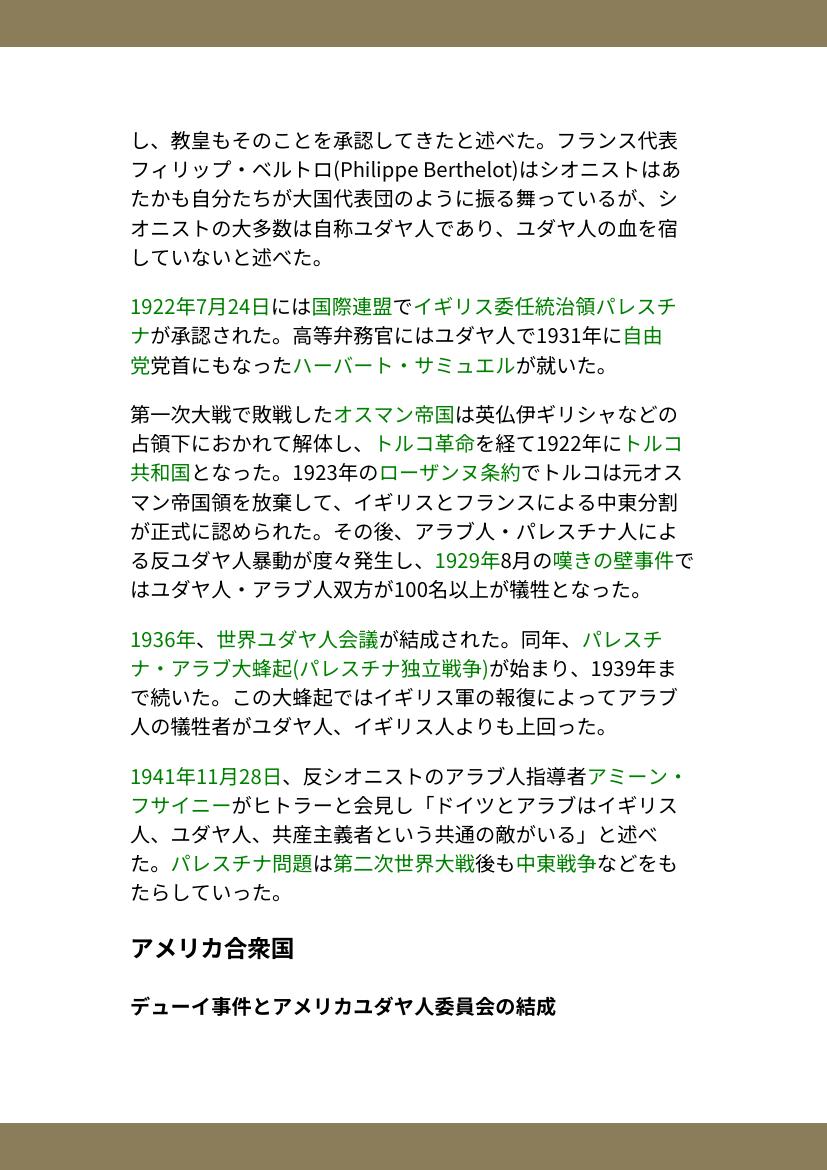 し、教皇もそのことを承認してきたと述べた。フランス代表
フィリップ・ベルトロ(Philippe Berthelot)はシオニストはあ
たかも自分たちが大国代表団のように振る舞っているが、シ
オニストの大多数は自称ユダヤ人であり、ユダヤ人の血を宿
していないと述べた。
1922年7月24日には国際連盟でイギリス委任統治領パレスチ
ナが承認された。高等弁務官にはユダヤ人で1931年に自由
党党首にもなったハーバート・サミュエルが就いた。
第一次大戦で敗戦したオスマン帝国は英仏伊ギリシャなどの
占領下におかれて解体し、トルコ革命を経て1922年にトルコ
共和国となった。1923年のローザンヌ条約でトルコは元オス
マン帝国領を放棄して、イギリスとフランスによる中東分割
が正式に認められた。その後、アラブ人・パレスチナ人によ
る反ユダヤ人暴動が度々発生し、1929年8月の嘆きの壁事件で
はユダヤ人・アラブ人双方が100名以上が犠牲となった。
1936年、世界ユダヤ人会議が結成された。同年、パレスチ
ナ・アラブ大蜂起(パレスチナ独立戦争)が始まり、1939年ま
で続いた。この大蜂起ではイギリス軍の報復によってアラブ
人の犠牲者がユダヤ人、イギリス人よりも上回った。
1941年11月28日、反シオニストのアラブ人指導者アミーン・
フサイニーがヒトラーと会見し「ドイツとアラブはイギリス
人、ユダヤ人、共産主義者という共通の敵がいる」と述べ
た。パレスチナ問題は第二次世界大戦後も中東戦争などをも
たらしていった。
アメリカ合衆国
デューイ事件とアメリカユダヤ人委員会の結成